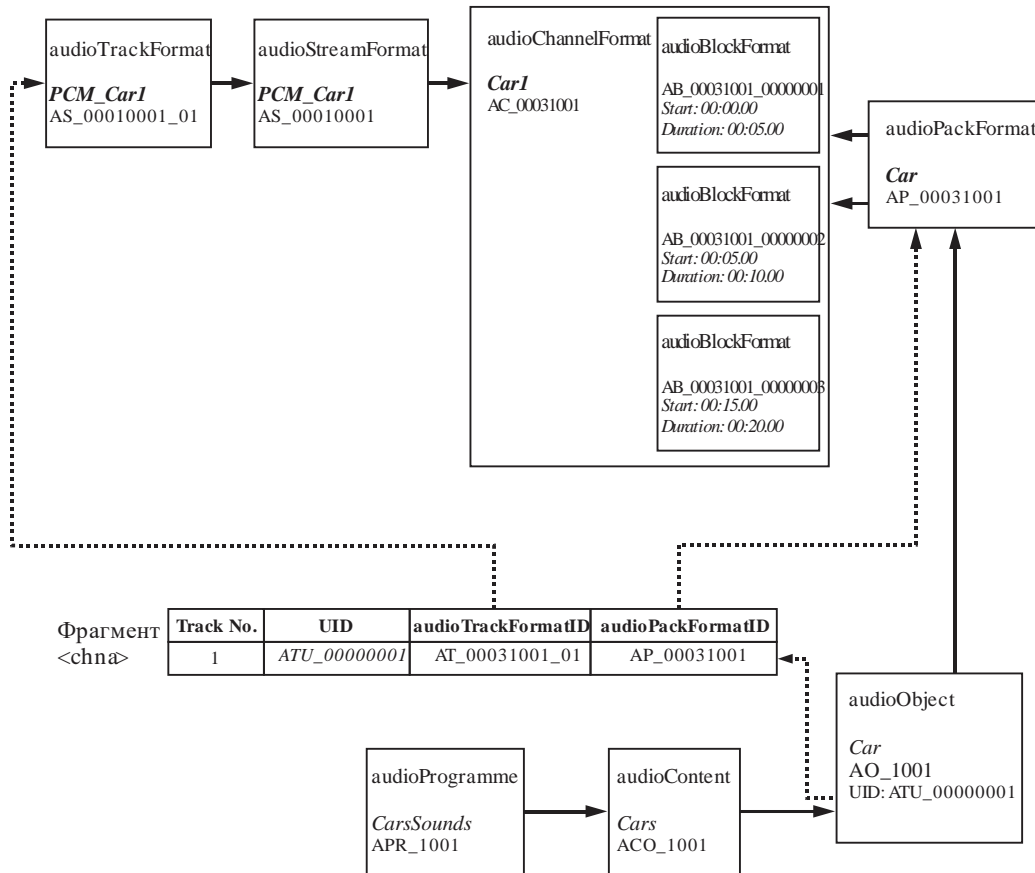 audioTrackFormat
PCM_Car1
AS_00010001_01
audioStreamFormat
PCM_Car1
AS_00010001
audioChannelFormat
Car1
AC_00031001
audioBlockFormat
AB_00031001_00000001
Start: 00:00.00
Duration: 00:05.00
audioBlockFormat
AB_00031001_00000002
Start: 00:05.00
Duration: 00:10.00
audioBlockFormat
AB_00031001_00000003
Start: 00:15.00
Duration: 00:20.00
audioPackFormat
Car
AP_00031001
Фрагмент
<chna>
Track No. UID audioTrackFormatID audioPackFormatID
1 ATU_00000001 AT_00031001_01 AP_00031001
audioObject
Car
AO_1001
UID: ATU_00000001
audioProgramme
CarsSounds
APR_1001
audioContent
Cars
ACO_1001